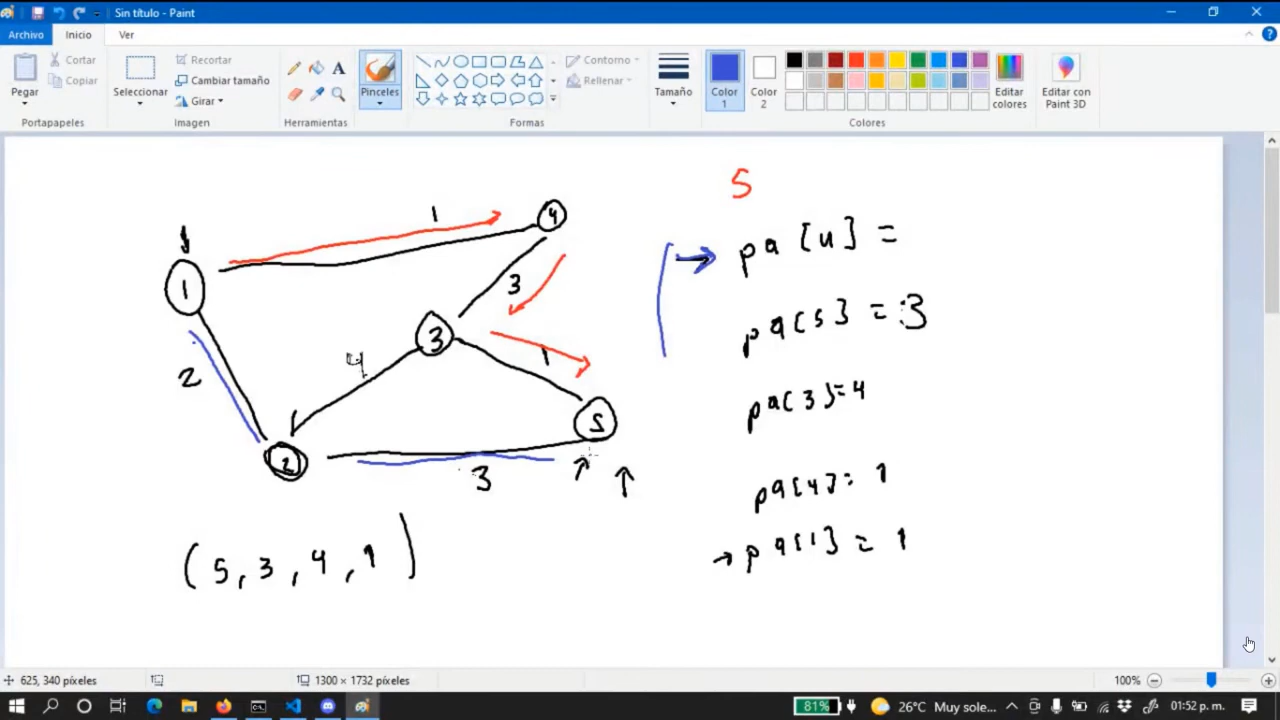 Sin título - Paint
Archivo Inicio Ver
Pegar
Cortar
Copiar
Portapapeles
Seleccionar
Recortar
Cambiar tamaño
Girar
Imagen
A
Herramientas
Pinceles
Contorno
Rellenar
Formas
Tamaño
Color 1
Color 2
Editar colores
Colores
Editar con Paint 3D
5
1
4
1
3
pa[u] =
pa[5] = 3
3
4
1
2
pa[3]=4
5
2
3
pa[4]= 1
(5, 3, 4, 1)
pa[1] = 1
625, 340 píxeles
1300 × 1732 píxeles
100%
81%
26°C Muy sole...
01:52 p. m.